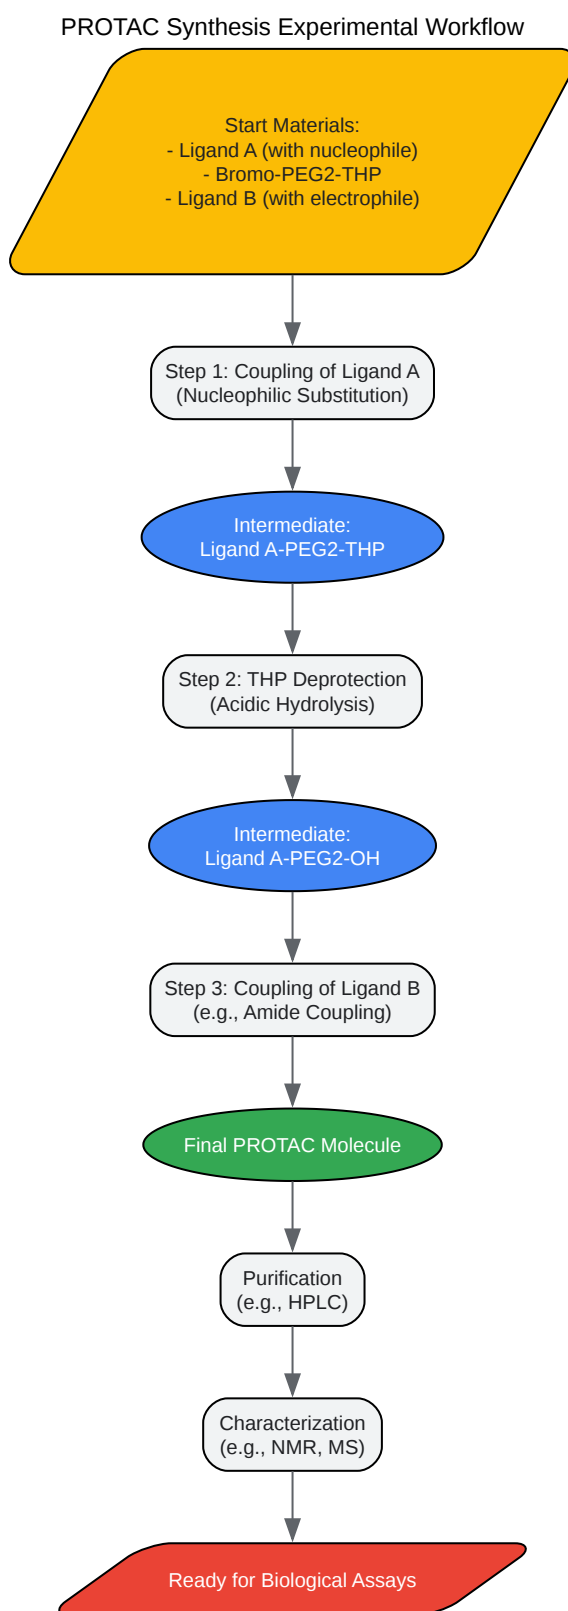 PROTAC Synthesis Experimental Workflow
Start Materials:
- Ligand A (with nucleophile)
- Bromo-PEG2-THP
- Ligand B (with electrophile)
Step 1: Coupling of Ligand A
(Nucleophilic Substitution)
Intermediate:
Ligand A-PEG2-THP
Step 2: THP Deprotection
(Acidic Hydrolysis)
Intermediate:
Ligand A-PEG2-OH
Step 3: Coupling of Ligand B
(e.g., Amide Coupling)
Final PROTAC Molecule
Purification
(e.g., HPLC)
Characterization
(e.g., NMR, MS)
Ready for Biological Assays